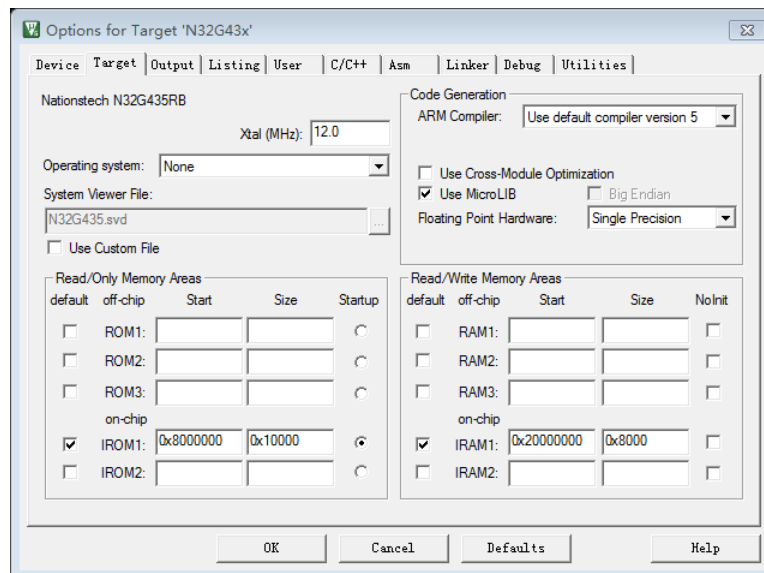 Options for Target 'N32G43x'
Device Target Output Listing User C/C++ Asm Linker Debug Utilities
Nationstech N32G435RB
Xtal (MHz): 12.0
Operating system: None
System Viewer File:
N32G435.svd ...
Use Custom File
Code Generation
ARM Compiler: Use default compiler version 5
Use Cross-Module Optimization
Use MicroLIB Big Endian
Floating Point Hardware: Single Precision
Read/Only Memory Areas
default off-chip Start Size Startup
ROM1:
ROM2:
ROM3:
on-chip
IROM1: 0x8000000 0x10000
IROM2:
Read/Write Memory Areas
default off-chip Start Size NoInit
RAM1:
RAM2:
RAM3:
on-chip
IRAM1: 0x20000000 0x8000
IRAM2:
OK Cancel Defaults Help